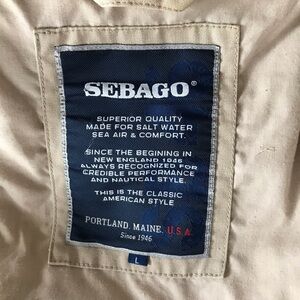 SEBAGO®
SUPERIOR QUALITY
MADE FOR SALT WATER
SEA AIR & COMFORT.
SINCE THE BEGINING IN
NEW ENGLAND 1946
ALWAYS RECOGNIZED FOR
CREDIBLE PERFORMANCE
AND NAUTICAL STYLE.
THIS IS THE CLASSIC
AMERICAN STYLE
PORTLAND, MAINE, U.S.A.
Since 1946
L